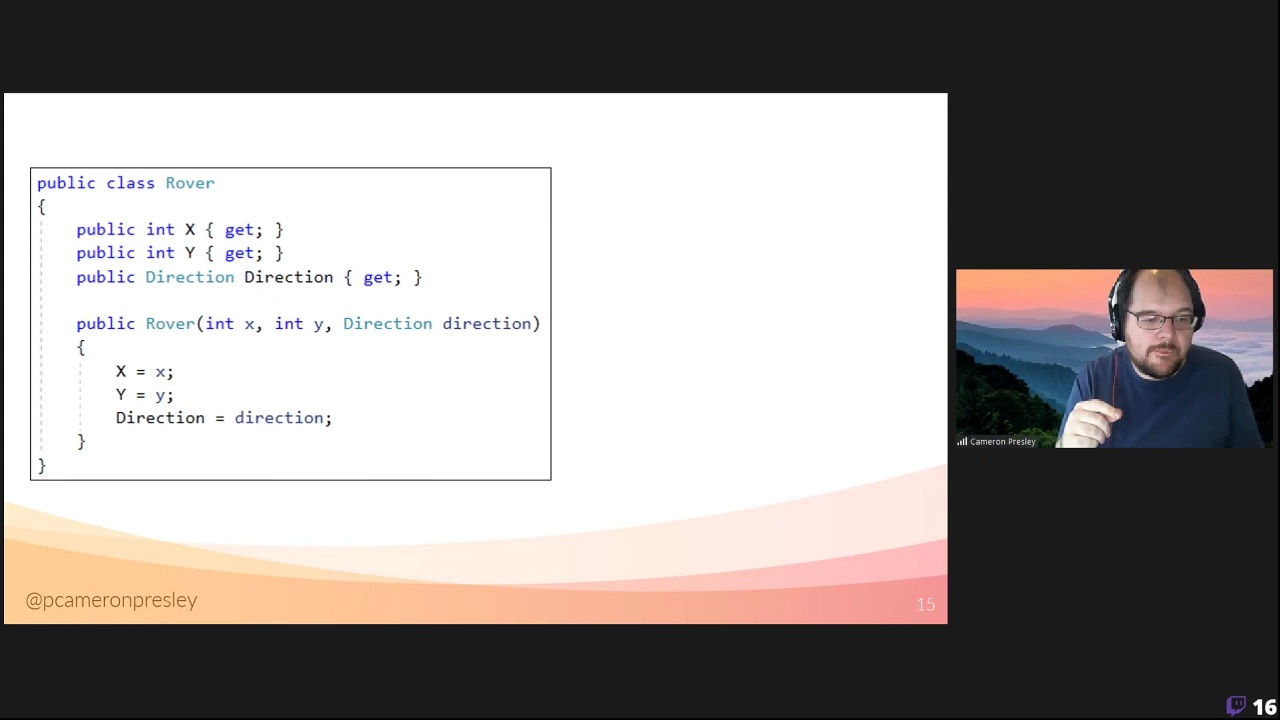 public class Rover
{
public int X { get; }
public int Y { get; }
public Direction Direction { get; }
public Rover(int x, int y, Direction direction)
{
X = x;
Y = y;
Direction = direction;
}
}
@pcameronpresley
15
Cameron Presley
16